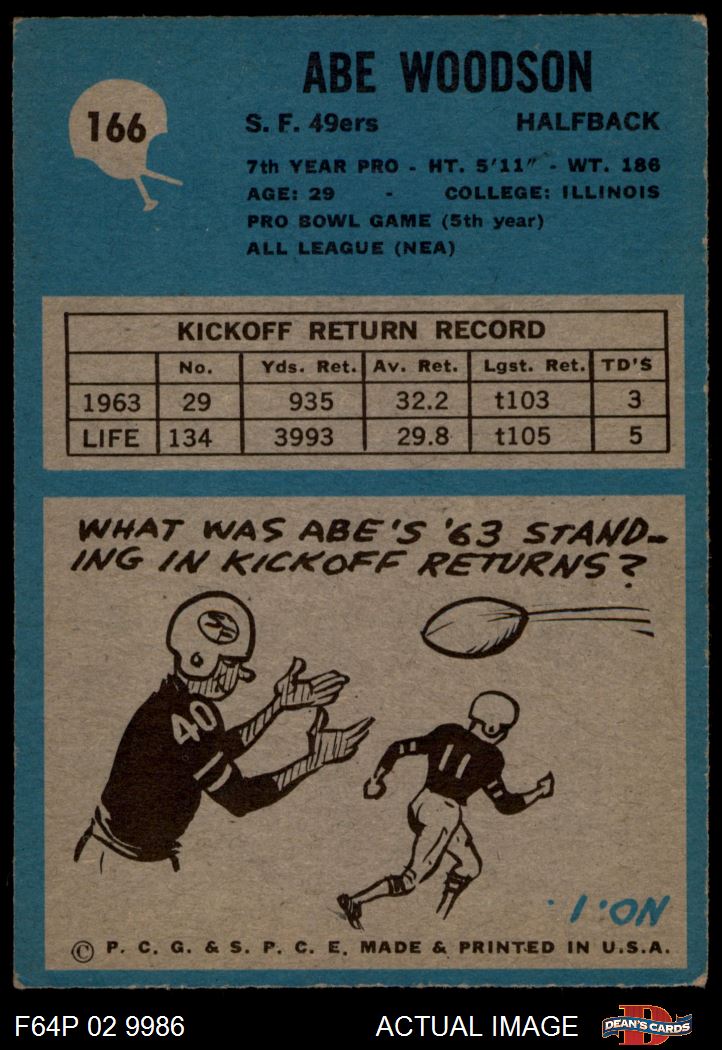 ABE WOODSON
166
S. F. 49ers HALFBACK
7th YEAR PRO - HT. 5'11" - WT. 186
AGE: 29 - COLLEGE: ILLINOIS
PRO BOWL GAME (5th year)
ALL LEAGUE (NEA)
KICKOFF RETURN RECORD
No. Yds. Ret. Av. Ret. Lgst. Ret. TD'S
1963 29 935 32.2 t103 3
LIFE 134 3993 29.8 t105 5
WHAT WAS ABE'S '63 STAND-
ING IN KICKOFF RETURNS?
SF
40
11
NO. 1.
© P. C. G. & S. P. C. E. MADE & PRINTED IN U.S.A.
F64P 02 9986 ACTUAL IMAGE D DEAN'S CARDS